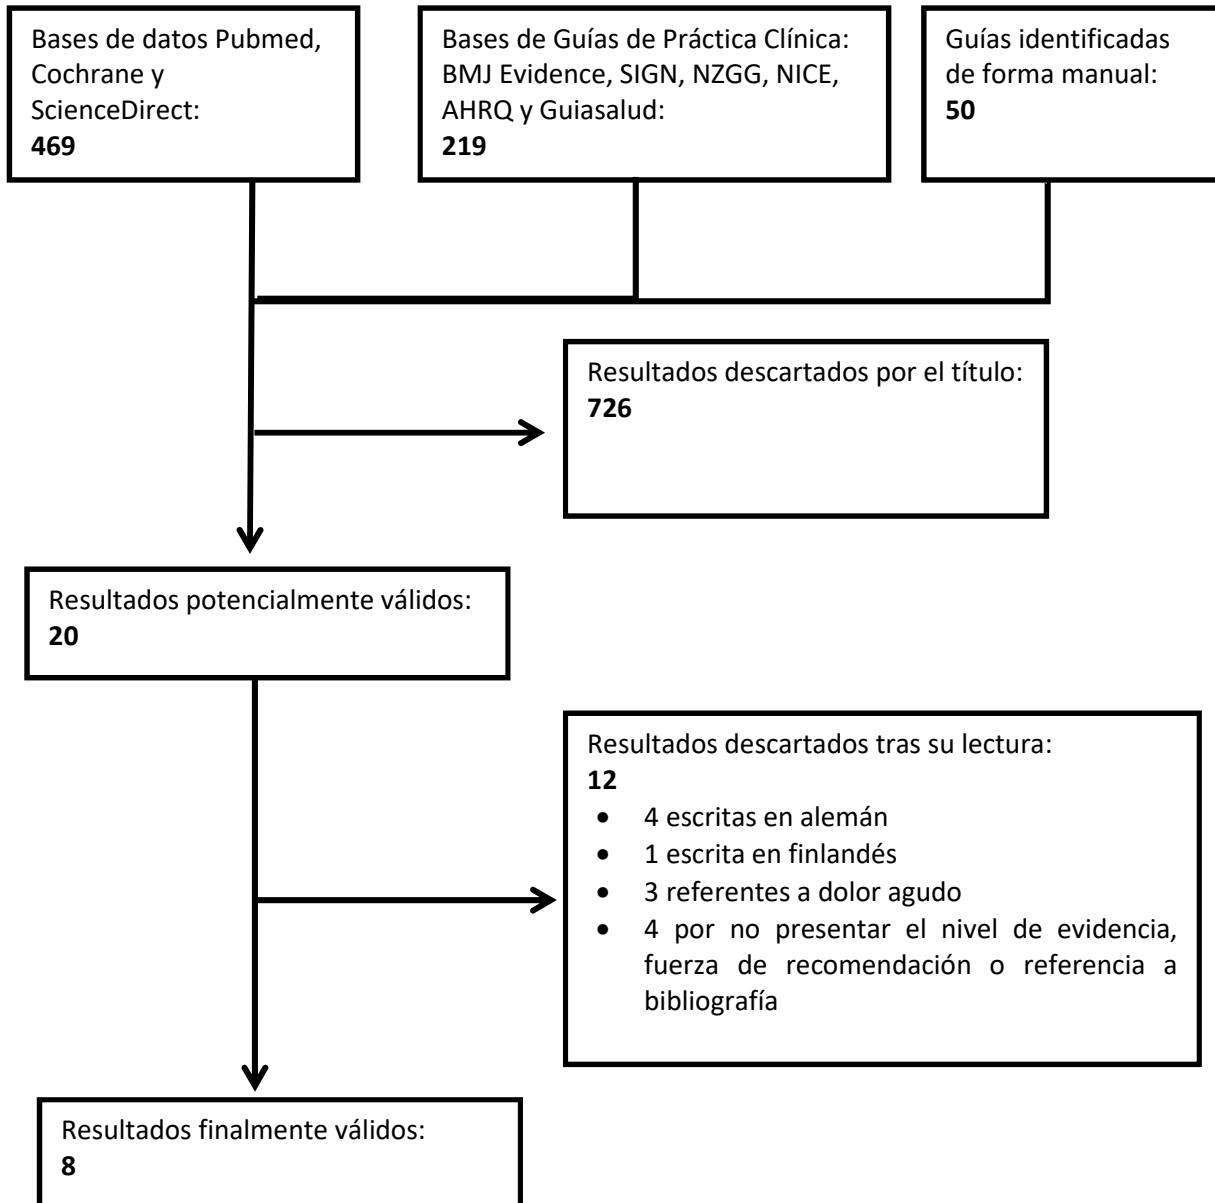 Bases de datos Pubmed,
Cochrane y
ScienceDirect:
469
Bases de Guías de Práctica Clínica:
BMJ Evidence, SIGN, NZGG, NICE,
AHRQ y Guiasalud:
219
Guías identificadas
de forma manual:
50
Resultados descartados por el título:
726
Resultados potencialmente válidos:
20
Resultados descartados tras su lectura:
12
• 4 escritas en alemán
• 1 escrita en finlandés
• 3 referentes a dolor agudo
• 4 por no presentar el nivel de evidencia,
fuerza de recomendación o referencia a
bibliografía
Resultados finalmente válidos:
8